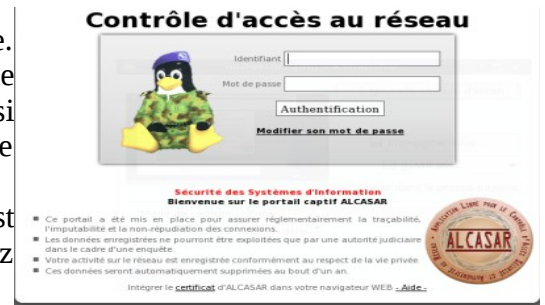 Contrôle d'accès au réseau
e.
e
si
e
st
z
Identifiant
Mot de passe
Authentification
Modifier son mot de passe
Sécurité des Systèmes d'Information
Bienvenue sur le portail captif ALCASAR
Ce portail a été mis en place pour assurer réglementairement la traçabilité,
l'imputabilité et la non-répudiation des connexions.
Les données enregistrées ne pourront être exploitées que par une autorité judiciaire
dans le cadre d'une enquête.
Votre activité sur le réseau est enregistrée conformément au respect de la vie privée.
Ces données seront automatiquement supprimées au bout d'un an.
Intégrer le certificat d'ALCASAR dans votre navigateur WEB - Aide -
ALCASAR